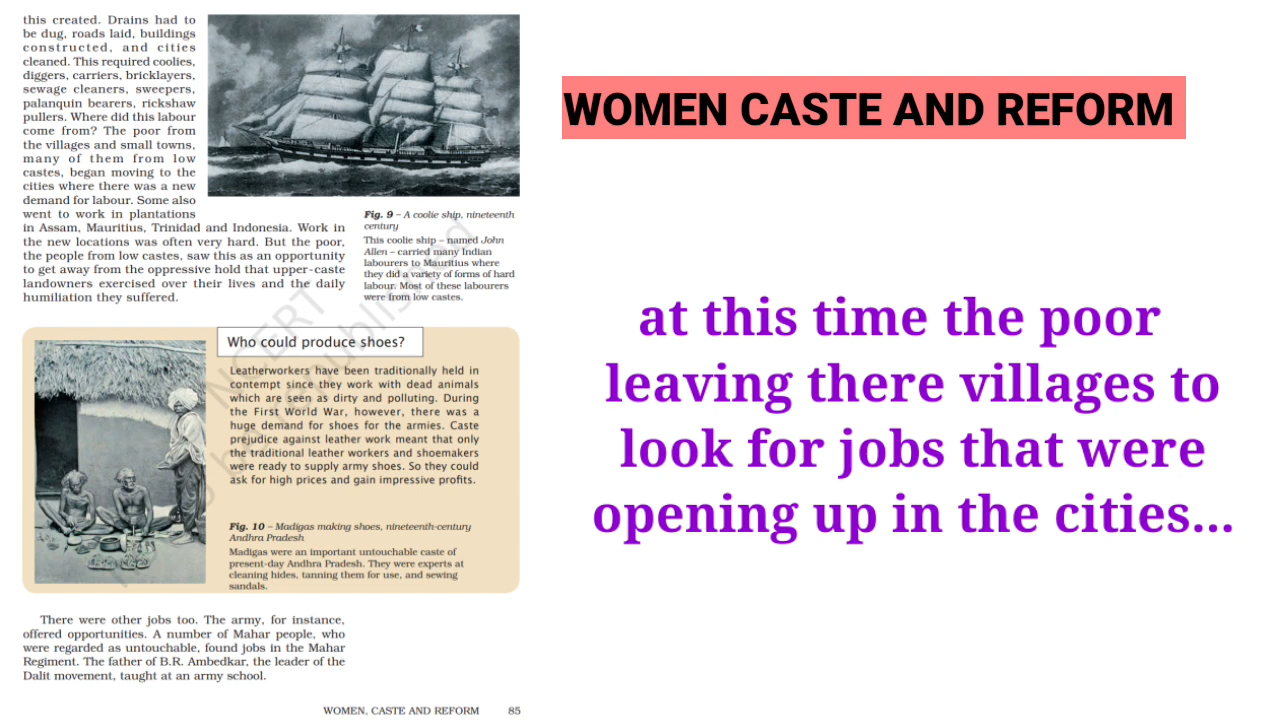 this created. Drains had to
be dug, roads laid, buildings
constructed, and cities
cleaned. This required coolies,
diggers, carriers, bricklayers,
sewage cleaners, sweepers,
palanquin bearers, rickshaw
pullers. Where did this labour
come from? The poor from
the villages and small towns,
many of them from low
castes, began moving to the
cities where there was a new
demand for labour. Some also
went to work in plantations
in Assam, Mauritius, Trinidad and Indonesia. Work in
the new locations was often very hard. But the poor,
the people from low castes, saw this as an opportunity
to get away from the oppressive hold that upper-caste
landowners exercised over their lives and the daily
humiliation they suffered.
Fig. 9 – A coolie ship, nineteenth
century
This coolie ship – named John
Allen – carried many Indian
labourers to Mauritius where
they did a variety of forms of hard
labour. Most of these labourers
were from low castes.
Who could produce shoes?
Leatherworkers have been traditionally held in
contempt since they work with dead animals
which are seen as dirty and polluting. During
the First World War, however, there was a
huge demand for shoes for the armies. Caste
prejudice against leather work meant that only
the traditional leather workers and shoemakers
were ready to supply army shoes. So they could
ask for high prices and gain impressive profits.
Fig. 10 – Madigas making shoes, nineteenth-century
Andhra Pradesh
Madigas were an important untouchable caste of
present-day Andhra Pradesh. They were experts at
cleaning hides, tanning them for use, and sewing
sandals.
There were other jobs too. The army, for instance,
offered opportunities. A number of Mahar people, who
were regarded as untouchable, found jobs in the Mahar
Regiment. The father of B.R. Ambedkar, the leader of the
Dalit movement, taught at an army school.
WOMEN, CASTE AND REFORM 85
WOMEN CASTE AND REFORM
at this time the poor
leaving there villages to
look for jobs that were
opening up in the cities...